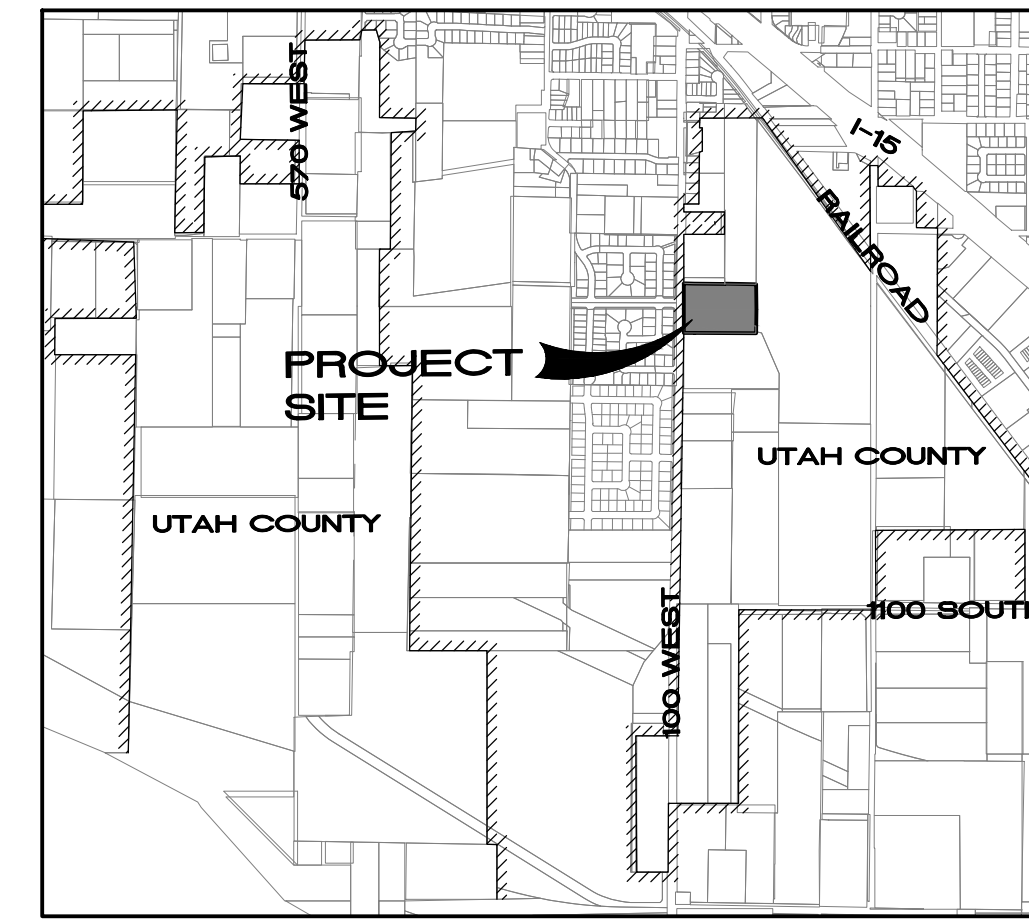 570 WEST
I-15
RAILROAD
PROJECT
SITE
UTAH COUNTY
UTAH COUNTY
1100 SOUTH
100 WEST